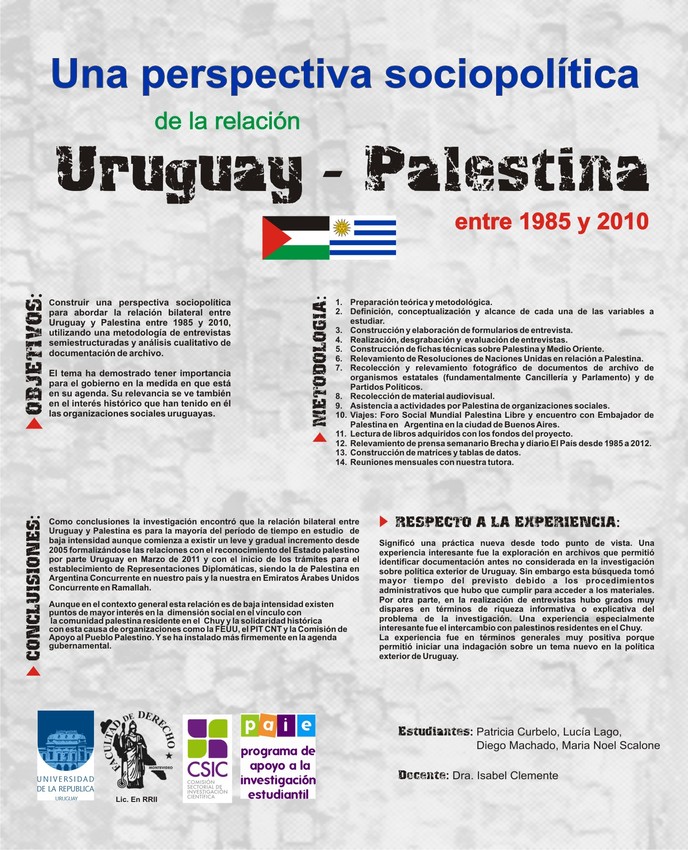 Una perspectiva sociopolítica
de la relación
Uruguay - Palestina
entre 1985 y 2010
OBJETIVOS:
Construir una perspectiva sociopolítica
para abordar la relación bilateral entre
Uruguay y Palestina entre 1985 y 2010,
utilizando una metodología de entrevistas
semiestructuradas y análisis cualitativo de
documentación de archivo.
El tema ha demostrado tener importancia
para el gobierno en la medida en que está
en su agenda. Su relevancia se ve también
en el interés histórico que han tenido en él
las organizaciones sociales uruguayas.
METODOLOGIA:
1. Preparación teórica y metodológica.
2. Definición, conceptualización y alcance de cada una de las variables a
estudiar.
3. Construcción y elaboración de formularios de entrevista.
4. Realización, desgrabación y evaluación de entrevistas.
5. Construcción de fichas técnicas sobre Palestina y Medio Oriente.
6. Relevamiento de Resoluciones de Naciones Unidas en relación a Palestina.
7. Recolección y relevamiento fotográfico de documentos de archivo de
organismos estatales (fundamentalmente Cancillería y Parlamento) y de
Partidos Políticos.
8. Recolección de material audiovisual.
9. Asistencia a actividades por Palestina de organizaciones sociales.
10. Viajes: Foro Social Mundial Palestina Libre y encuentro con Embajador de
Palestina en Argentina en la ciudad de Buenos Aires.
11. Lectura de libros adquiridos con los fondos del proyecto.
12. Relevamiento de prensa semanario Brecha y diario El País desde 1985 a 2012.
13. Construcción de matrices y tablas de datos.
14. Reuniones mensuales con nuestra tutora.
CONCLUISIONES:
Como conclusiones la investigación encontró que la relación bilateral entre
Uruguay y Palestina es para la mayoría del período de tiempo en estudio de
baja intensidad aunque comienza a existir un leve y gradual incremento desde
2005 formalizándose las relaciones con el reconocimiento del Estado palestino
por parte Uruguay en Marzo de 2011 y con el inicio de los trámites para el
establecimiento de Representaciones Diplomáticas, siendo la de Palestina en
Argentina Concurrente en nuestro país y la nuestra en Emiratos Árabes Unidos
Concurrente en Ramallah.
Aunque en el contexto general esta relación es de baja intensidad existen
puntos de mayor interés en la dimensión social en el vínculo con
la comunidad palestina residente en el Chuy y la solidaridad histórica
con esta causa de organizaciones como la FEUU, el PIT CNT y la Comisión de
Apoyo al Pueblo Palestino. Y se ha instalado más firmemente en la agenda
gubernamental.
RESPECTO A LA EXPERIENCIA:
Significó una práctica nueva desde todo punto de vista. Una
experiencia interesante fue la exploración en archivos que permitió
identificar documentación antes no considerada en la investigación
sobre política exterior de Uruguay. Sin embargo esta búsqueda tomó
mayor tiempo del previsto debido a los procedimientos
administrativos que hubo que cumplir para acceder a los materiales.
Por otra parte, en la realización de entrevistas hubo grados muy
dispares en términos de riqueza informativa o explicativa del
problema de la investigación. Una experiencia especialmente
interesante fue el intercambio con palestinos residentes en el Chuy.
La experiencia fue en términos generales muy positiva porque
permitió iniciar una indagación sobre un tema nuevo en la política
exterior de Uruguay.
UNIVERSIDAD
DE LA REPUBLICA
URUGUAY
FACULTAD DE DERECHO
MONTEVIDEO
Lic. En RRII
CSIC
COMISIÓN
SECTORIAL DE
INVESTIGACIÓN
CIENTÍFICA
paie
programa de
apoyo a la
investigación
estudiantil
Estudiantes: Patricia Curbelo, Lucía Lago,
Diego Machado, Maria Noel Scalone
Docente: Dra. Isabel Clemente